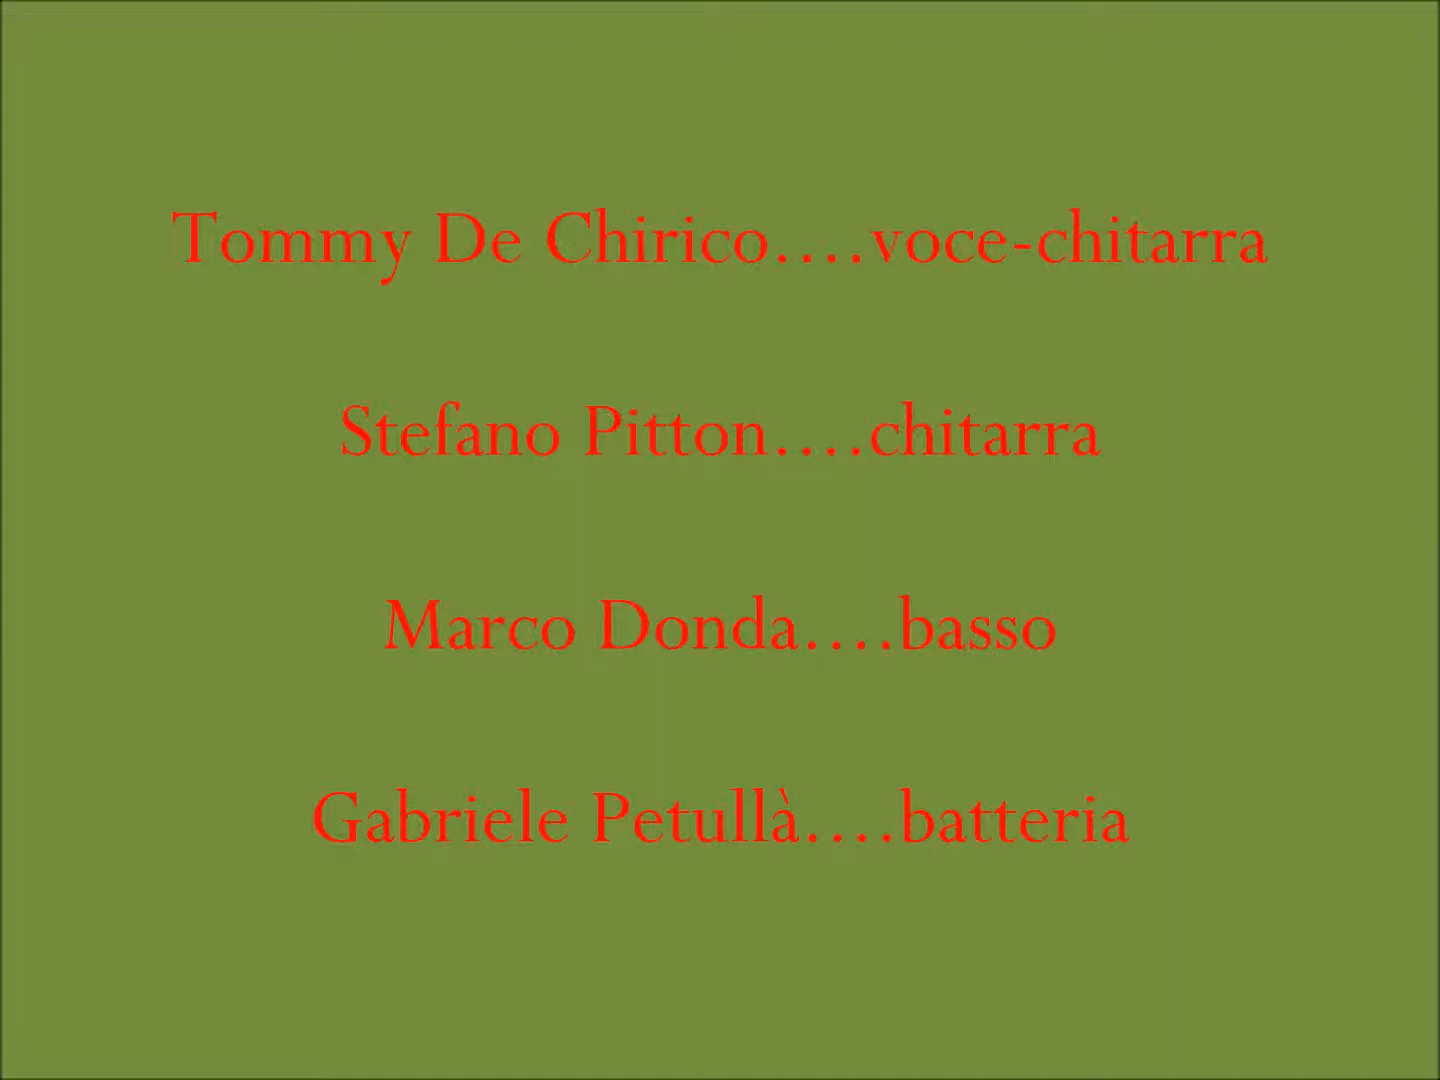 Tommy De Chirico....voce-chitarra
Stefano Pitton....chitarra
Marco Donda....basso
Gabriele Petullà....batteria